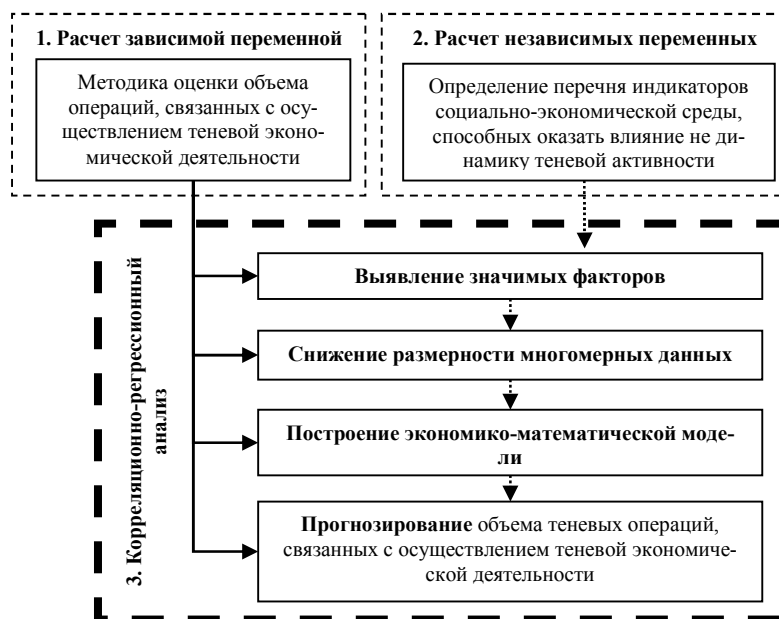 1. Расчет зависимой переменной
Методика оценки объема
операций, связанных с осу-
ществлением теневой эконо-
мической деятельности
2. Расчет независимых переменных
Определение перечня индикаторов
социально-экономической среды,
способных оказать влияние не ди-
намику теневой активности
3. Корреляционно-регрессионный
анализ
Выявление значимых факторов
Снижение размерности многомерных данных
Построение экономико-математической моде-
ли
Прогнозирование объема теневых операций,
связанных с осуществлением теневой экономиче-
ской деятельности